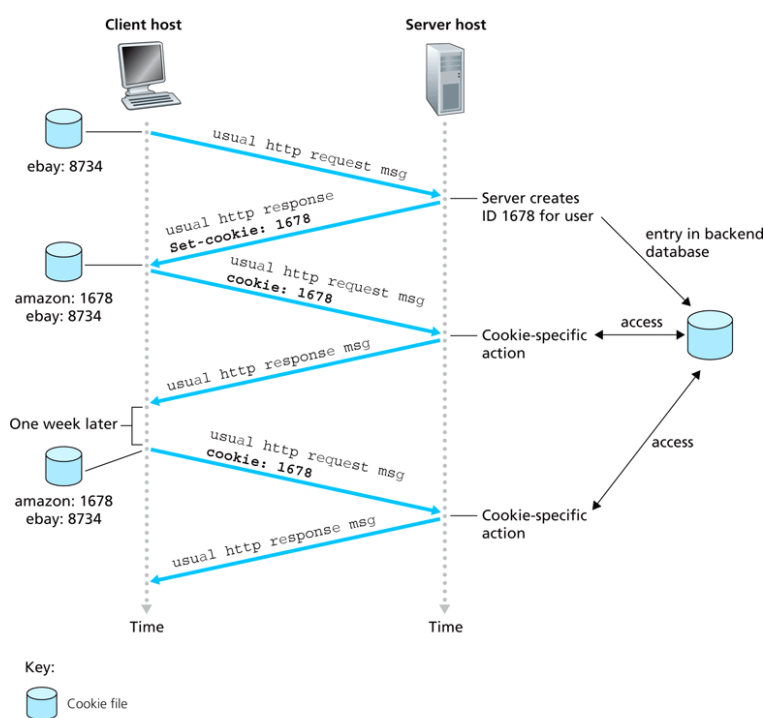 Client host
Server host
usual http request msg
ebay: 8734
Server creates
ID 1678 for user
usual http response
Set-cookie: 1678
entry in backend
database
usual http request msg
cookie: 1678
amazon: 1678
ebay: 8734
access
Cookie-specific
action
usual http response msg
One week later
usual http request msg
cookie: 1678
access
amazon: 1678
ebay: 8734
Cookie-specific
action
usual http response msg
Time
Time
Key:
Cookie file